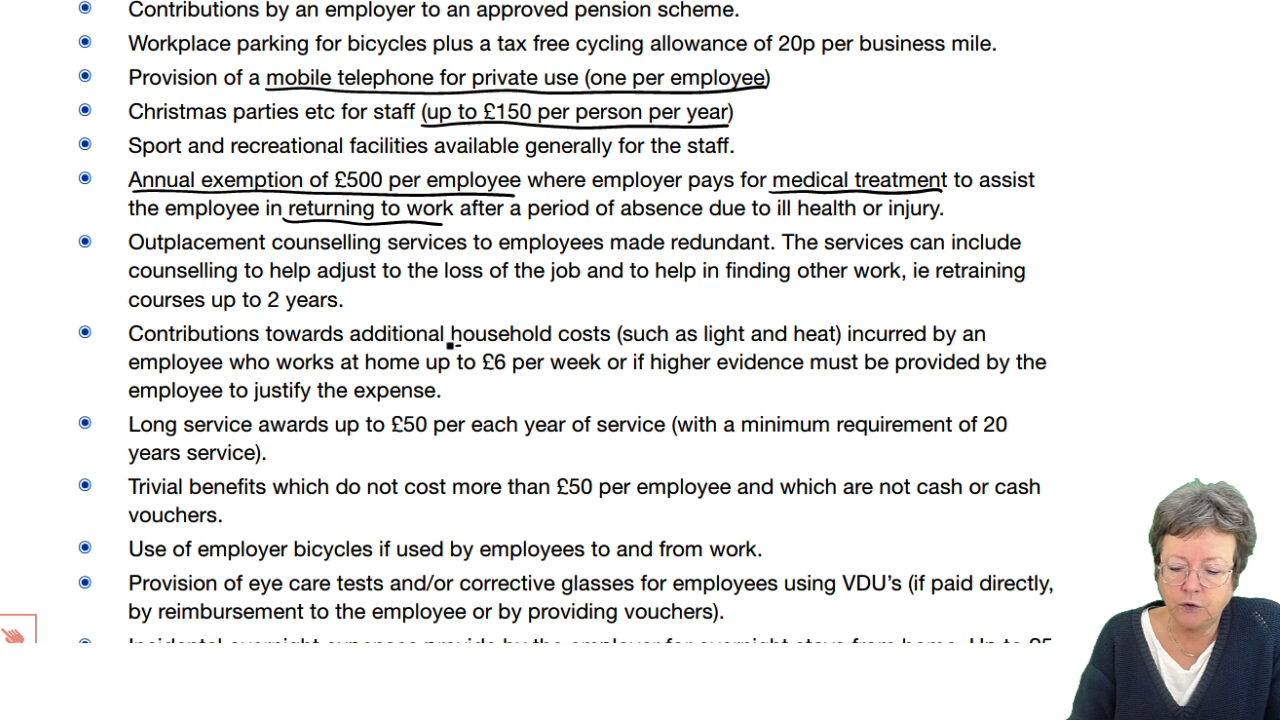 Contributions by an employer to an approved pension scheme.
Workplace parking for bicycles plus a tax free cycling allowance of 20p per business mile.
Provision of a mobile telephone for private use (one per employee)
Christmas parties etc for staff (up to £150 per person per year)
Sport and recreational facilities available generally for the staff.
Annual exemption of £500 per employee where employer pays for medical treatment to assist
the employee in returning to work after a period of absence due to ill health or injury.
Outplacement counselling services to employees made redundant. The services can include
counselling to help adjust to the loss of the job and to help in finding other work, ie retraining
courses up to 2 years.
Contributions towards additional household costs (such as light and heat) incurred by an
employee who works at home up to £6 per week or if higher evidence must be provided by the
employee to justify the expense.
Long service awards up to £50 per each year of service (with a minimum requirement of 20
years service).
Trivial benefits which do not cost more than £50 per employee and which are not cash or cash
vouchers.
Use of employer bicycles if used by employees to and from work.
Provision of eye care tests and/or corrective glasses for employees using VDU's (if paid directly,
by reimbursement to the employee or by providing vouchers).